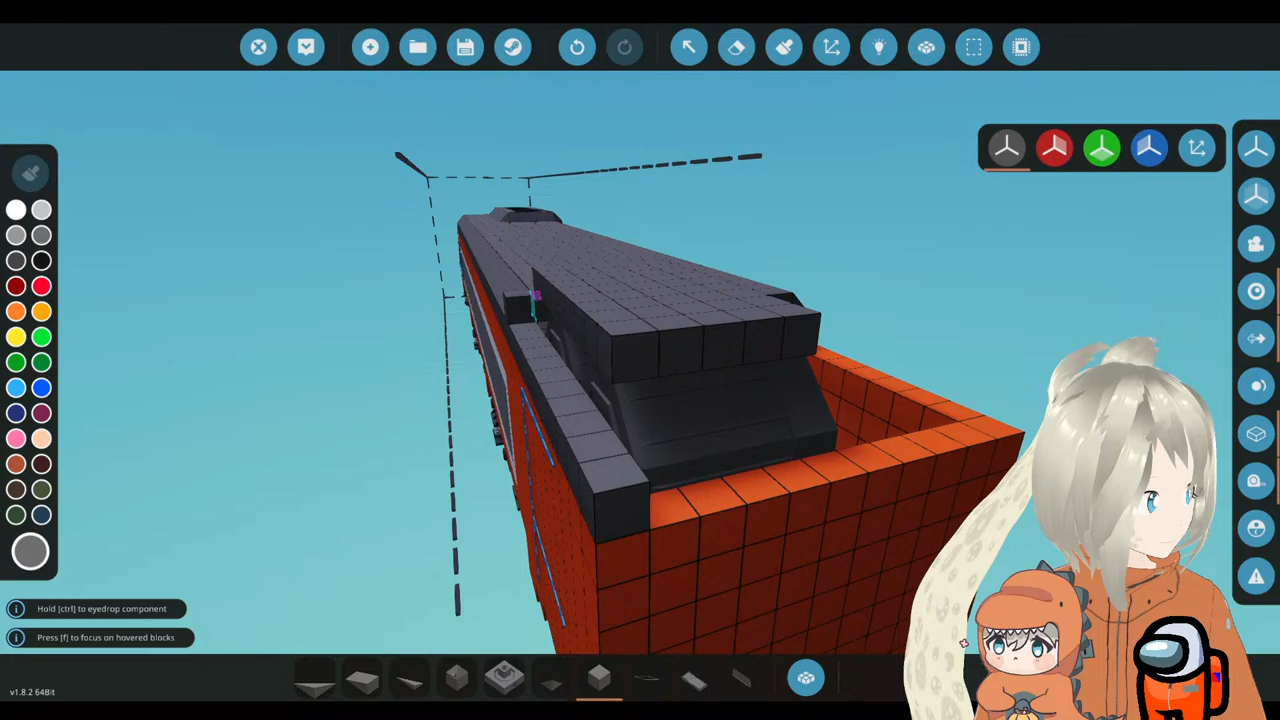 Hold [ctrl] to eyedrop component
Press [f] to focus on hovered blocks
v1.8.2 64Bit